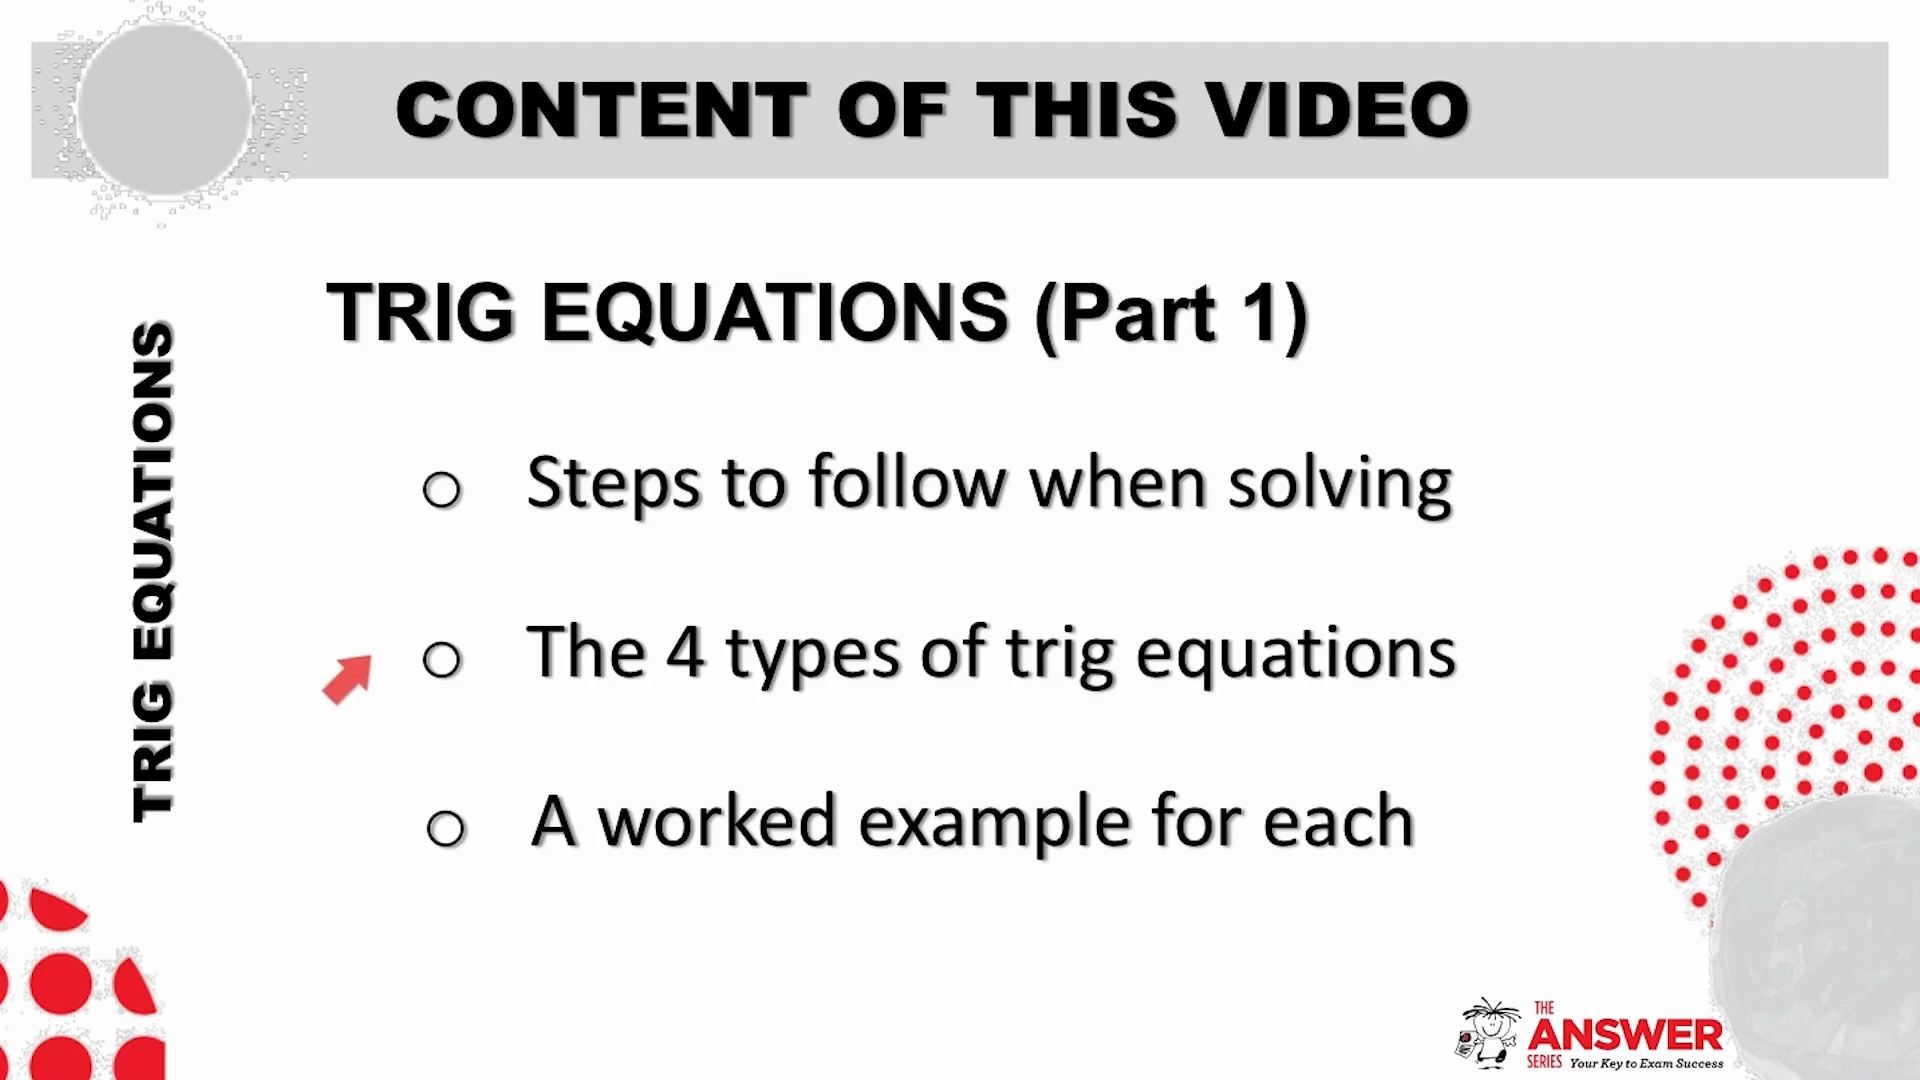 CONTENT OF THIS VIDEO
TRIG EQUATIONS
TRIG EQUATIONS (Part 1)
o Steps to follow when solving
o The 4 types of trig equations
o A worked example for each
THE
ANSWER
SERIES Your Key to Exam Success